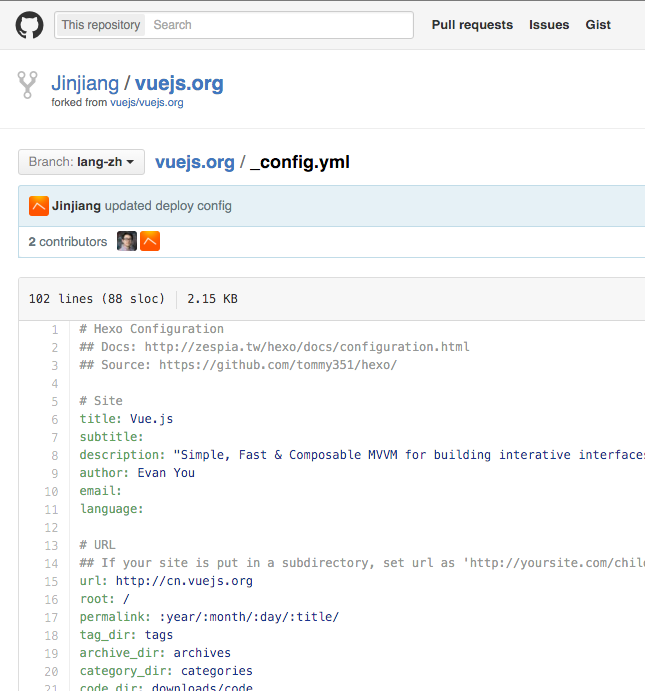 This repository Search Pull requests Issues Gist
Jinjiang / vuejs.org
forked from vuejs/vuejs.org
Branch: lang-zh vuejs.org / _config.yml
Jinjiang updated deploy config
2 contributors
102 lines (88 sloc) 2.15 KB
1 # Hexo Configuration
2 ## Docs: http://zespia.tw/hexo/docs/configuration.html
3 ## Source: https://github.com/tommy351/hexo/
4
5 # Site
6 title: Vue.js
7 subtitle:
8 description: "Simple, Fast & Composable MVVM for building interative interfaces
9 author: Evan You
10 email:
11 language:
12
13 # URL
14 ## If your site is put in a subdirectory, set url as 'http://yoursite.com/chil
15 url: http://cn.vuejs.org
16 root: /
17 permalink: :year/:month/:day/:title/
18 tag_dir: tags
19 archive_dir: archives
20 category_dir: categories
21 code_dir: downloads/code